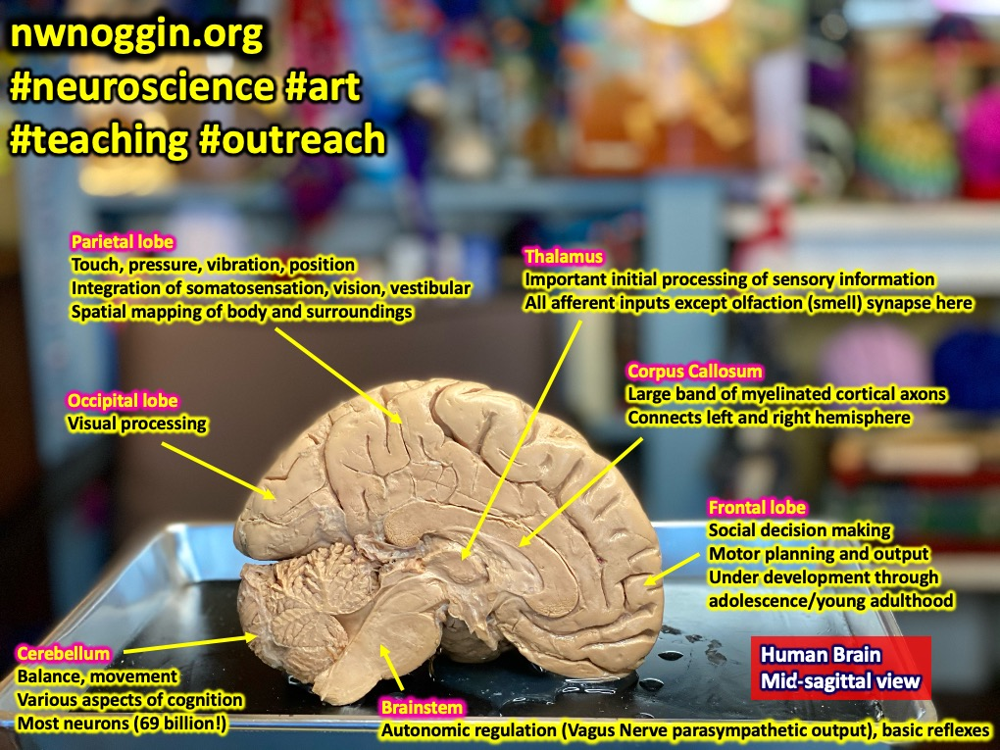 nwnoggin.org
#neuroscience #art
#teaching #outreach
Parietal lobe
Touch, pressure, vibration, position
Integration of somatosensation, vision, vestibular
Spatial mapping of body and surroundings
Thalamus
Important initial processing of sensory information
All afferent inputs except olfaction (smell) synapse here
Occipital lobe
Visual processing
Corpus Callosum
Large band of myelinated cortical axons
Connects left and right hemisphere
Frontal lobe
Social decision making
Motor planning and output
Under development through
adolescence/young adulthood
Cerebellum
Balance, movement
Various aspects of cognition
Most neurons (69 billion!)
Brainstem
Autonomic regulation (Vagus Nerve parasympathetic output), basic reflexes
Human Brain
Mid-sagittal view